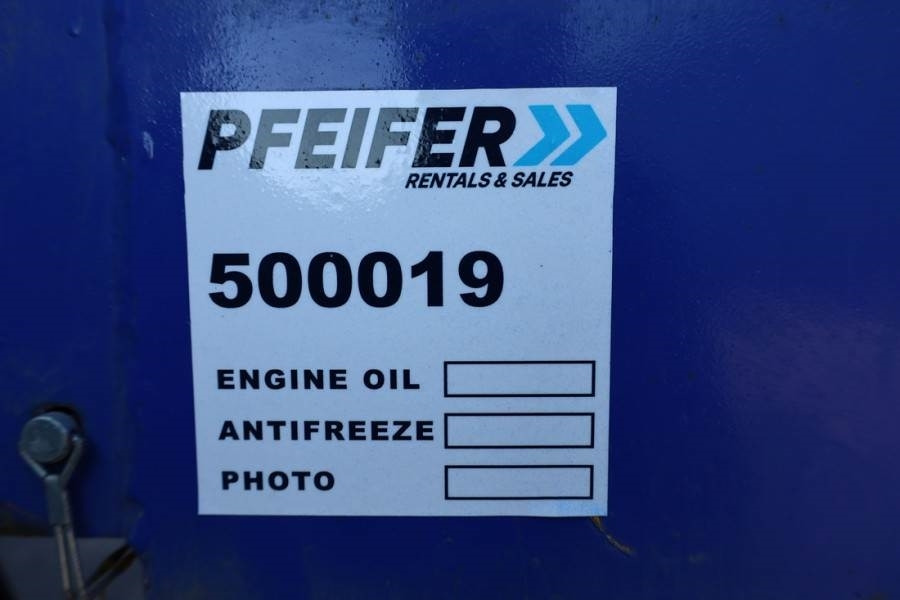 PFEIFER
RENTALS & SALES
500019
ENGINE OIL
ANTIFREEZE
PHOTO